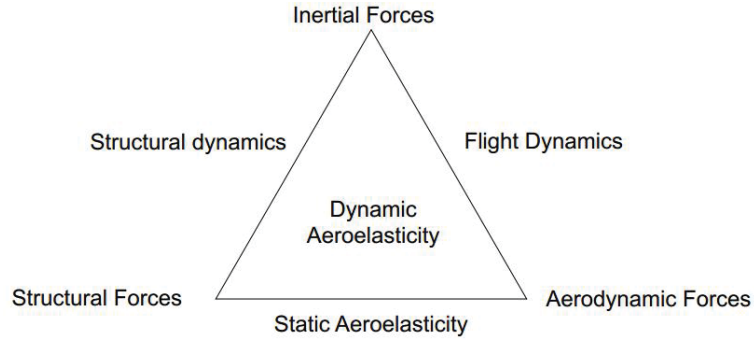 Inertial Forces
Structural dynamics
Flight Dynamics
Dynamic
Aeroelasticity
Structural Forces
Aerodynamic Forces
Static Aeroelasticity